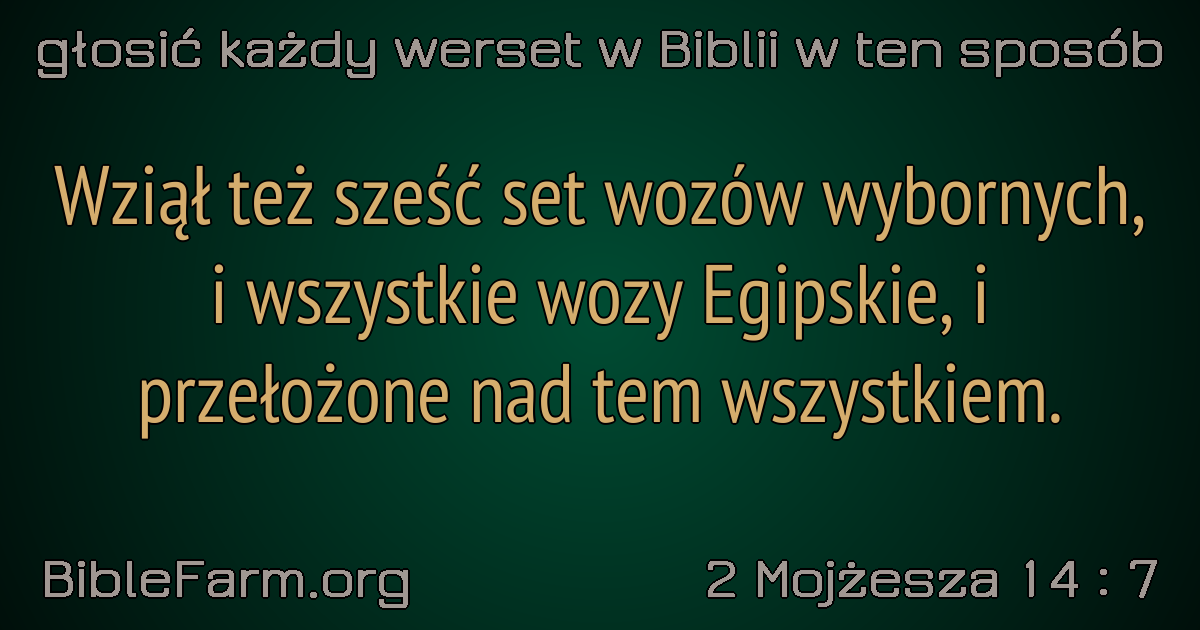 głosić każdy werset w Biblii w ten sposób
Wziął też sześć set wozów wybornych,
i wszystkie wozy Egipskie, i
przełożone nad tem wszystkiem.
BibleFarm.org
2 Mojżesza 14 : 7